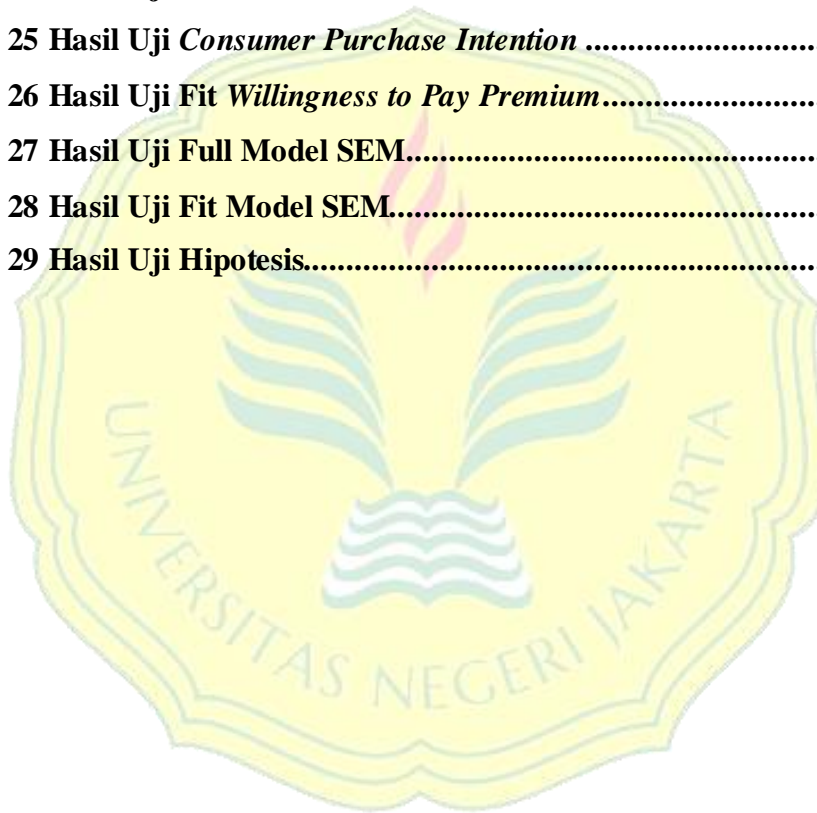 25 Hasil Uji Consumer Purchase Intention ............................
26 Hasil Uji Fit Willingness to Pay Premium..........................
27 Hasil Uji Full Model SEM..................................................
28 Hasil Uji Fit Model SEM....................................................
29 Hasil Uji Hipotesis..............................................................
UNIVERSITAS NEGERI JAKARTA